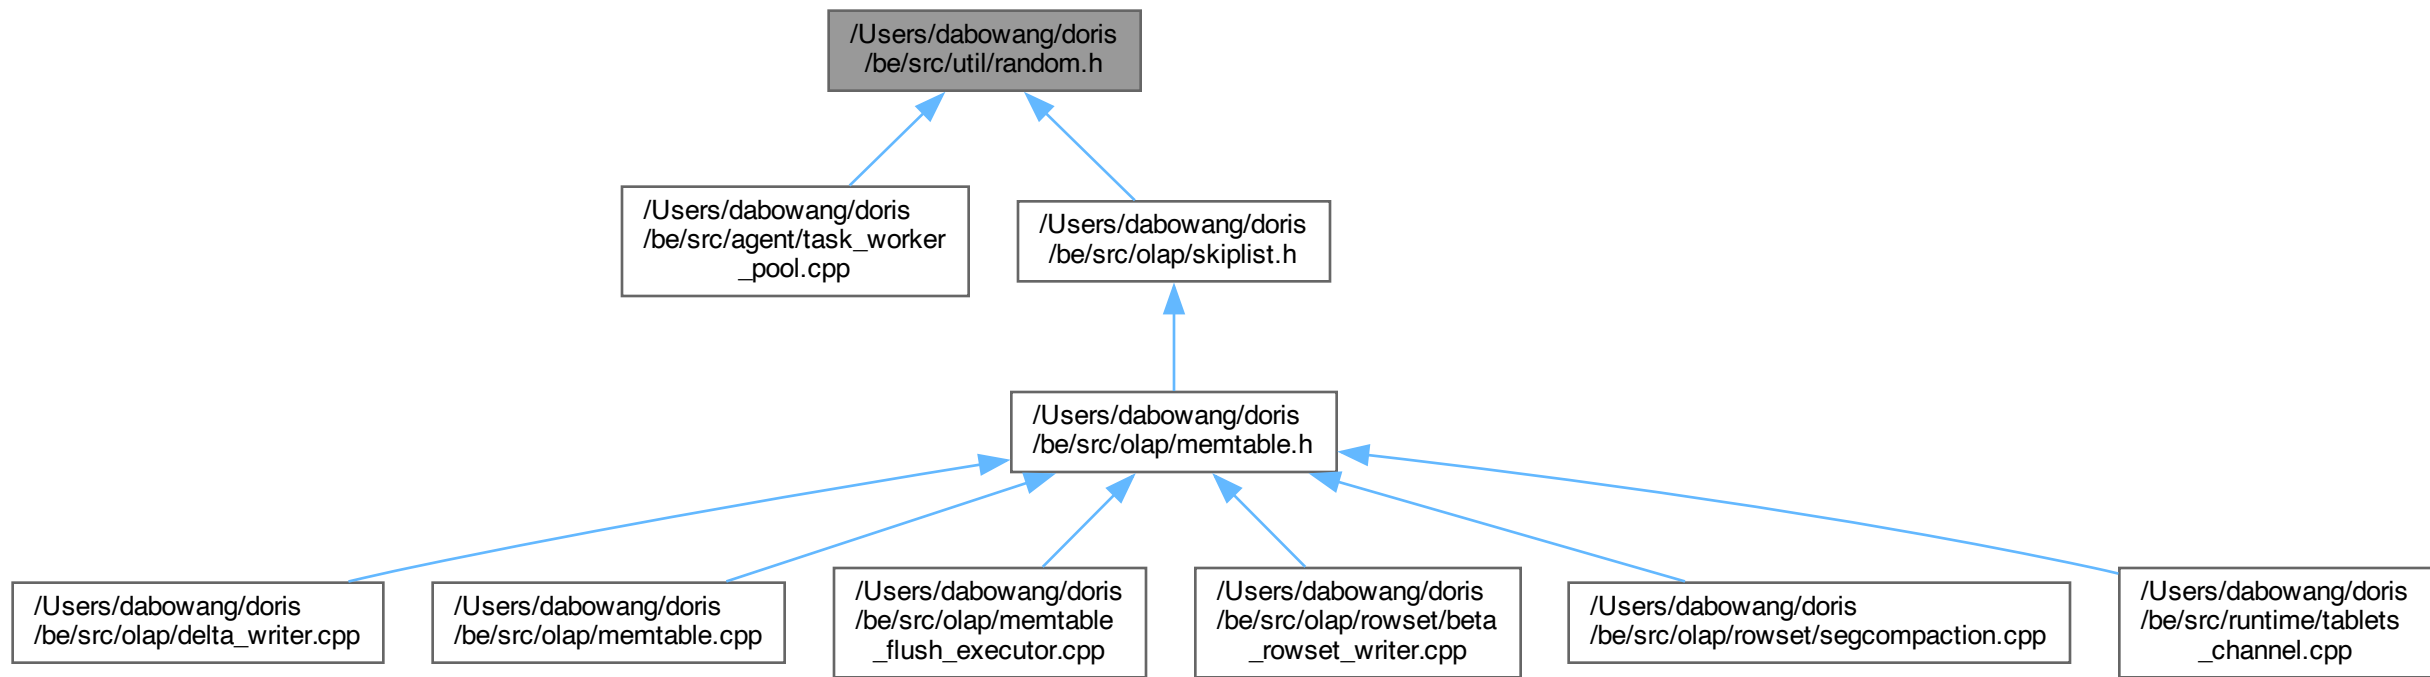 /Users/dabowang/doris
/be/src/util/random.h
/Users/dabowang/doris
/be/src/agent/task_worker
_pool.cpp
/Users/dabowang/doris
/be/src/olap/skiplist.h
/Users/dabowang/doris
/be/src/olap/memtable.h
/Users/dabowang/doris
/be/src/olap/delta_writer.cpp
/Users/dabowang/doris
/be/src/olap/memtable.cpp
/Users/dabowang/doris
/be/src/olap/memtable
_flush_executor.cpp
/Users/dabowang/doris
/be/src/olap/rowset/beta
_rowset_writer.cpp
/Users/dabowang/doris
/be/src/olap/rowset/segcompaction.cpp
/Users/dabowang/doris
/be/src/runtime/tablets
_channel.cpp